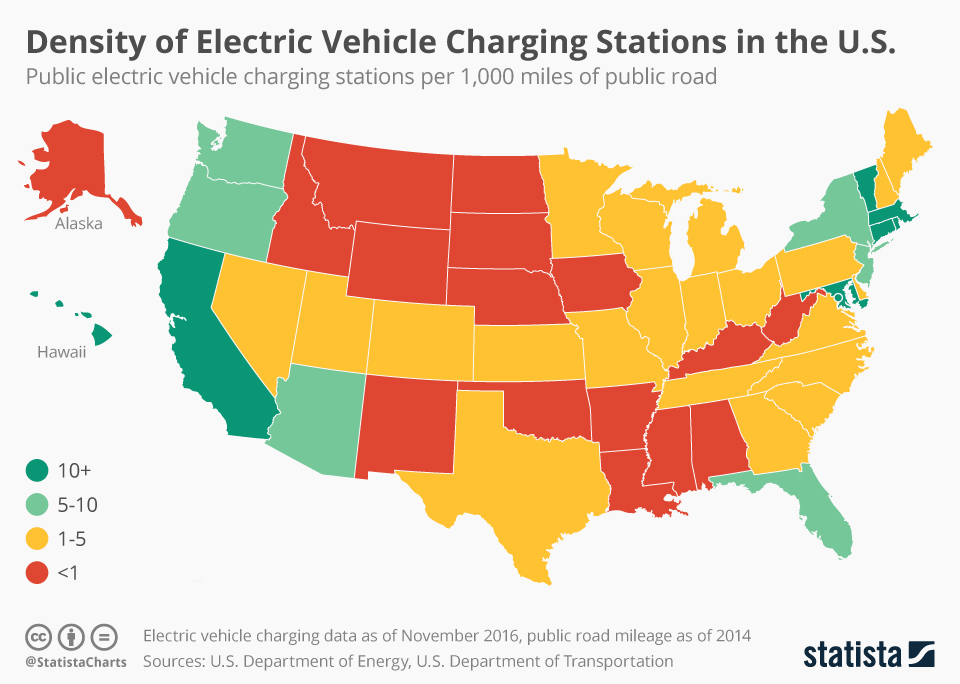 Density of Electric Vehicle Charging Stations in the U.S.
Public electric vehicle charging stations per 1,000 miles of public road
Alaska
Hawaii
10+
5-10
1-5
<1
cc
=
@StatistaCharts
Electric vehicle charging data as of November 2016, public road mileage as of 2014
Sources: U.S. Department of Energy, U.S. Department of Transportation
statista